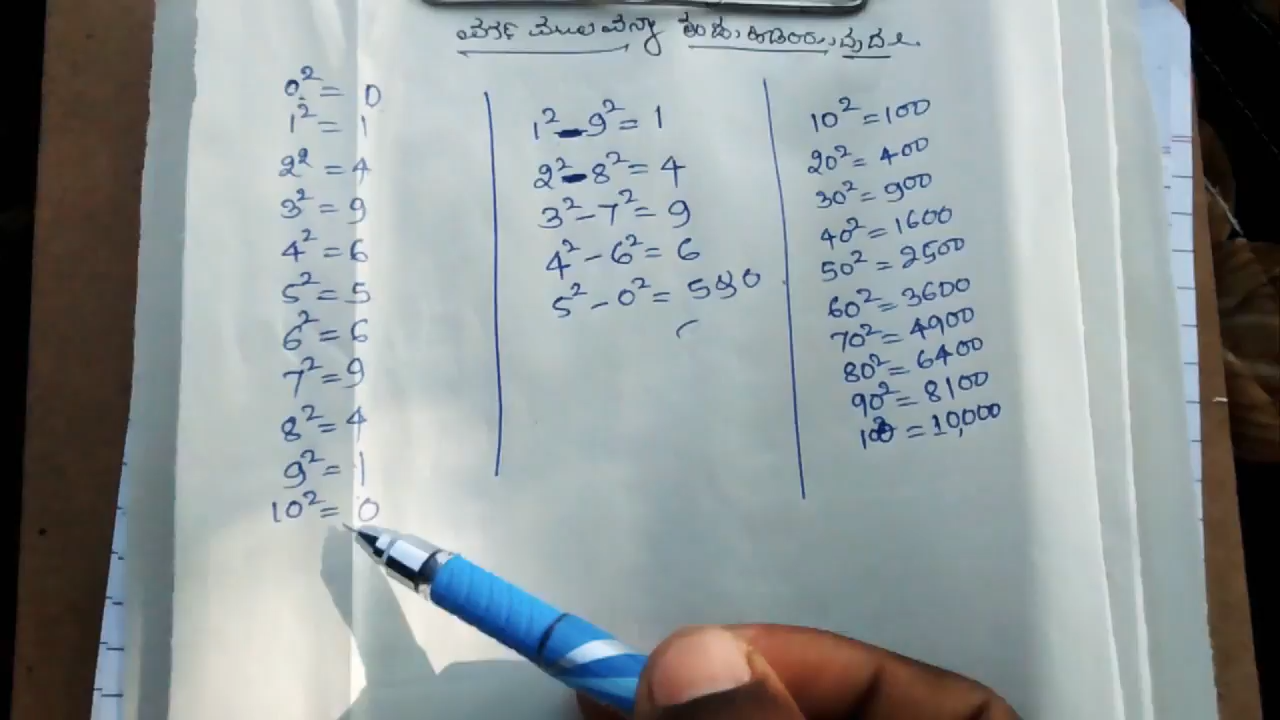 ವರ್ಗ ಮೂಲವನ್ನು ಕಂಡು ಹಿಡಿಯುವುದು.
0² = 0
1² = 1
2² = 4
3² = 9
4² = 6
5² = 5
6² = 6
7² = 9
8² = 4
9² = 1
10² = 0
1² - 9² = 1
2² - 8² = 4
3² - 7² = 9
4² - 6² = 6
5² - 0² = 5&0
10² = 100
20² = 400
30² = 900
40² = 1600
50² = 2500
60² = 3600
70² = 4900
80² = 6400
90² = 8100
= 10,000